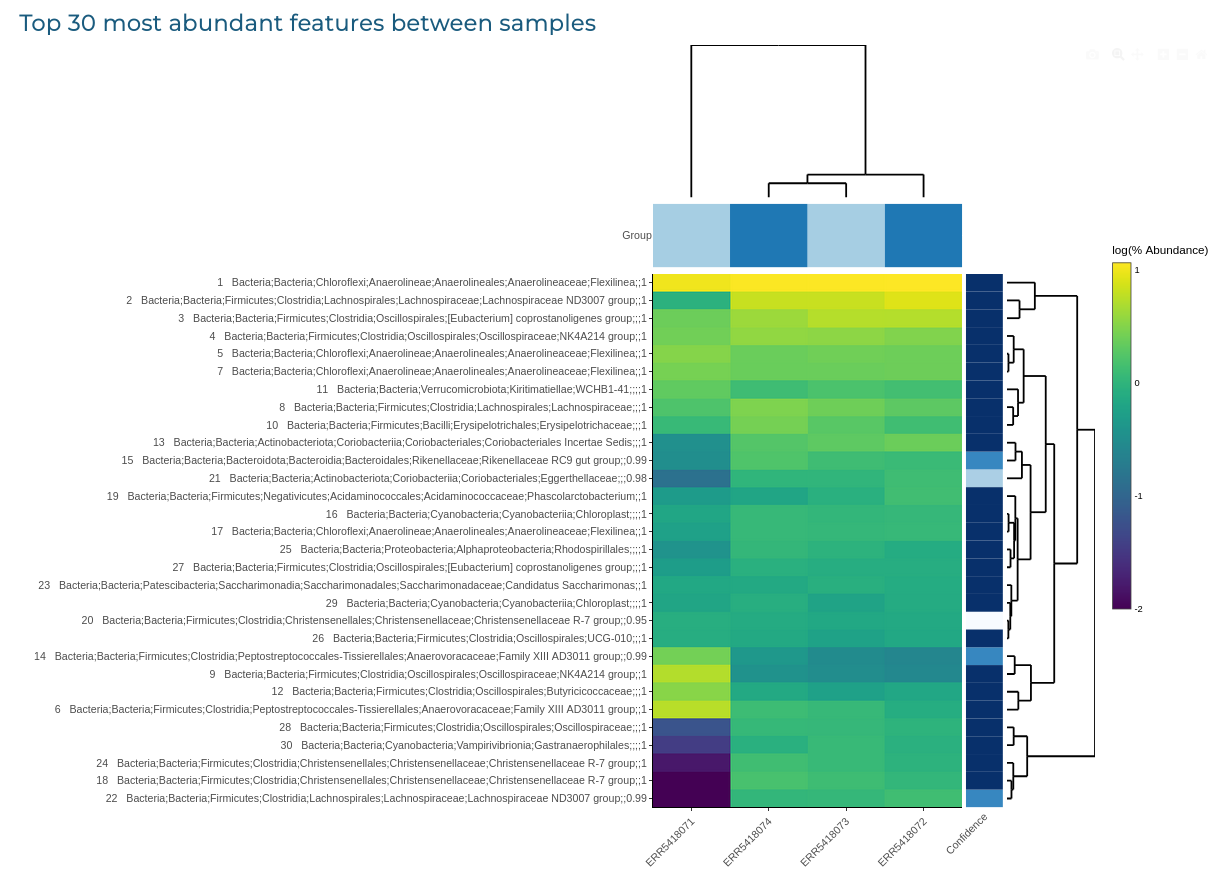 Top 30 most abundant features between samples
Group
log(% Abundance)
1
0
-1
-2
1 Bacteria;Bacteria;Chloroflexi;Anaerolineae;Anaerolineales;Anaerolineaceae;Flexilinea;;1
2 Bacteria;Bacteria;Firmicutes;Clostridia;Lachnospirales;Lachnospiraceae;Lachnospiraceae ND3007 group;;1
3 Bacteria;Bacteria;Firmicutes;Clostridia;Oscillospirales;[Eubacterium] coprostanoligenes group;;;1
4 Bacteria;Bacteria;Firmicutes;Clostridia;Oscillospirales;Oscillospiraceae;NK4A214 group;;1
5 Bacteria;Bacteria;Chloroflexi;Anaerolineae;Anaerolineales;Anaerolineaceae;Flexilinea;;1
7 Bacteria;Bacteria;Chloroflexi;Anaerolineae;Anaerolineales;Anaerolineaceae;Flexilinea;;1
11 Bacteria;Bacteria;Verrucomicrobiota;Kiritimatiellae;WCHB1-41;;;;1
8 Bacteria;Bacteria;Firmicutes;Clostridia;Lachnospirales;Lachnospiraceae;;;1
10 Bacteria;Bacteria;Firmicutes;Bacilli;Erysipelotrichales;Erysipelotrichaceae;;;1
13 Bacteria;Bacteria;Actinobacteriota;Coriobacteriia;Coriobacteriales;Coriobacteriales Incertae Sedis;;;1
15 Bacteria;Bacteria;Bacteroidota;Bacteroidia;Bacteroidales;Rikenellaceae;Rikenellaceae RC9 gut group;;0.99
21 Bacteria;Bacteria;Actinobacteriota;Coriobacteriia;Coriobacteriales;Eggerthellaceae;;;0.98
19 Bacteria;Bacteria;Firmicutes;Negativicutes;Acidaminococcales;Acidaminococcaceae;Phascolarctobacterium;;1
16 Bacteria;Bacteria;Cyanobacteria;Cyanobacteriia;Chloroplast;;;;1
17 Bacteria;Bacteria;Chloroflexi;Anaerolineae;Anaerolineales;Anaerolineaceae;Flexilinea;;1
25 Bacteria;Bacteria;Proteobacteria;Alphaproteobacteria;Rhodospirillales;;;;1
27 Bacteria;Bacteria;Firmicutes;Clostridia;Oscillospirales;[Eubacterium] coprostanoligenes group;;;1
23 Bacteria;Bacteria;Patescibacteria;Saccharimonadia;Saccharimonadales;Saccharimonadaceae;Candidatus Saccharimonas;;1
29 Bacteria;Bacteria;Cyanobacteria;Cyanobacteriia;Chloroplast;;;;1
20 Bacteria;Bacteria;Firmicutes;Clostridia;Christensenellales;Christensenellaceae;Christensenellaceae R-7 group;;0.95
26 Bacteria;Bacteria;Firmicutes;Clostridia;Oscillospirales;UCG-010;;;1
14 Bacteria;Bacteria;Firmicutes;Clostridia;Peptostreptococcales-Tissierellales;Anaerovoracaceae;Family XIII AD3011 group;;0.99
9 Bacteria;Bacteria;Firmicutes;Clostridia;Oscillospirales;Oscillospiraceae;NK4A214 group;;1
12 Bacteria;Bacteria;Firmicutes;Clostridia;Oscillospirales;Butyricicoccaceae;;;1
6 Bacteria;Bacteria;Firmicutes;Clostridia;Peptostreptococcales-Tissierellales;Anaerovoracaceae;Family XIII AD3011 group;;1
28 Bacteria;Bacteria;Firmicutes;Clostridia;Oscillospirales;Oscillospiraceae;;;1
30 Bacteria;Bacteria;Cyanobacteria;Vampirivibrionia;Gastranaerophilales;;;;1
24 Bacteria;Bacteria;Firmicutes;Clostridia;Christensenellales;Christensenellaceae;Christensenellaceae R-7 group;;1
18 Bacteria;Bacteria;Firmicutes;Clostridia;Christensenellales;Christensenellaceae;Christensenellaceae R-7 group;;1
22 Bacteria;Bacteria;Firmicutes;Clostridia;Lachnospirales;Lachnospiraceae;Lachnospiraceae ND3007 group;;0.99
ERR5418071
ERR5418074
ERR5418073
ERR5418072
Confidence